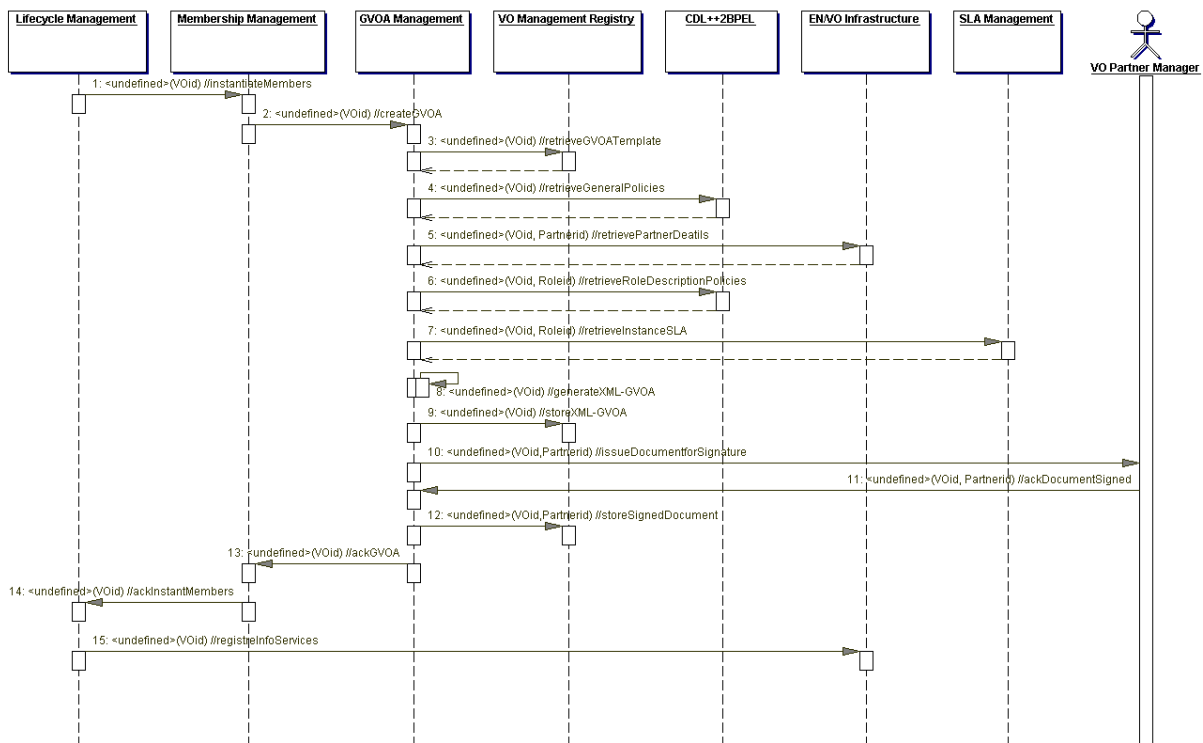 Lifecycle Management
Membership Management
GVOA Management
VO Management Registry
CDL++2BPEL
EN/VO Infrastructure
SLA Management
VO Partner Manager
1: <undefined>(VOid) //instantiateMembers
2: <undefined>(VOid) //createGVOA
3: <undefined>(VOid) //retrieveGVOATemplate
4: <undefined>(VOid) //retrieveGeneralPolicies
5: <undefined>(VOid, Partnerid) //retrievePartnerDeatils
6: <undefined>(VOid, Roleid) //retrieveRoleDescriptionPolicies
7: <undefined>(VOid, Roleid) //retrieveInstanceSLA
8: <undefined>(VOid) //generateXML-GVOA
9: <undefined>(VOid) //storeXML-GVOA
10: <undefined>(VOid,Partnerid) //issueDocumentforSignature
11: <undefined>(VOid, Partnerid) //ackDocumentSigned
12: <undefined>(VOid,Partnerid) //storeSignedDocument
13: <undefined>(VOid) //ackGVOA
14: <undefined>(VOid) //ackInstantMembers
15: <undefined>(VOid) //registreInfoServices